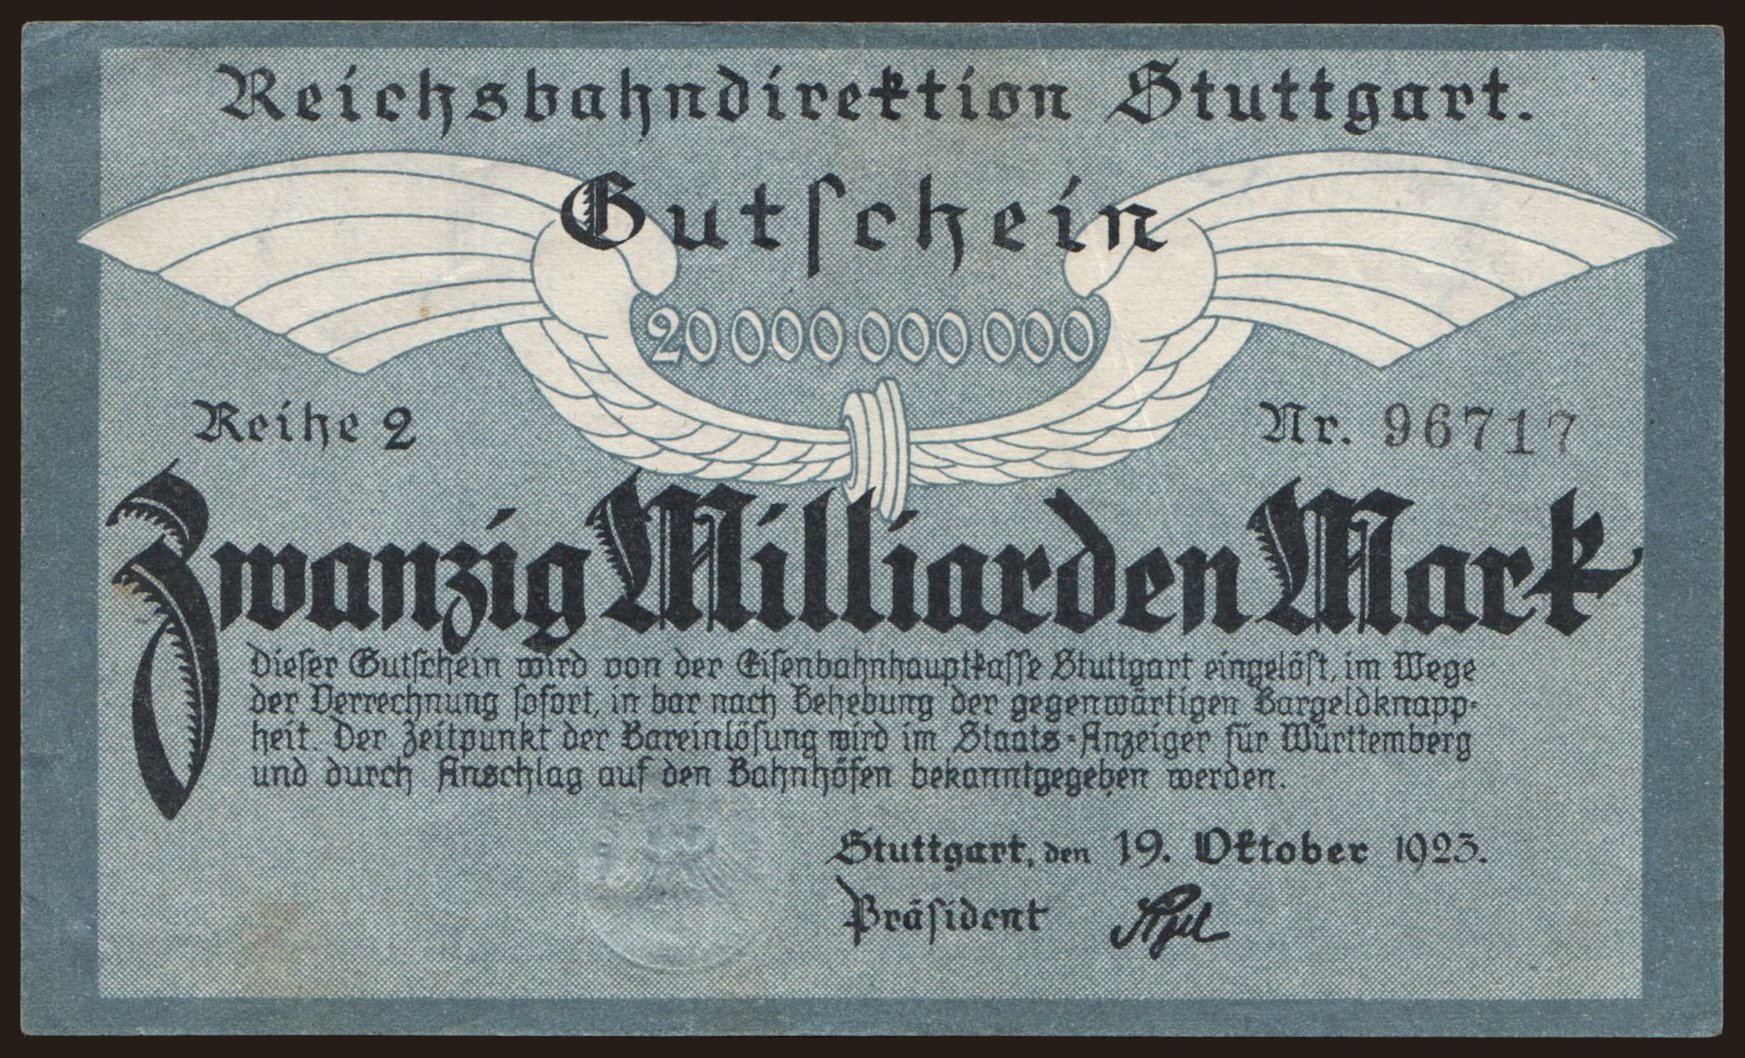 Reichsbahndirektion Stuttgart.
Gutſchein
20 000 000 000
Reihe 2
Nr. 96717
Zwanzig Milliarden Mark
Dieſer Gutſchein wird von der Eiſenbahnhauptkaſſe Stuttgart eingelöſt, im Wege
der Verrechnung ſofort, in bar nach Behebung der gegenwärtigen Bargeldknapp-
heit. Der Zeitpunkt der Bareinlöſung wird im Staats-Anzeiger für Württemberg
und durch Anschlag auf den Bahnhöfen bekanntgegeben werden.
Stuttgart, den 19. Oktober 1923.
Präſident